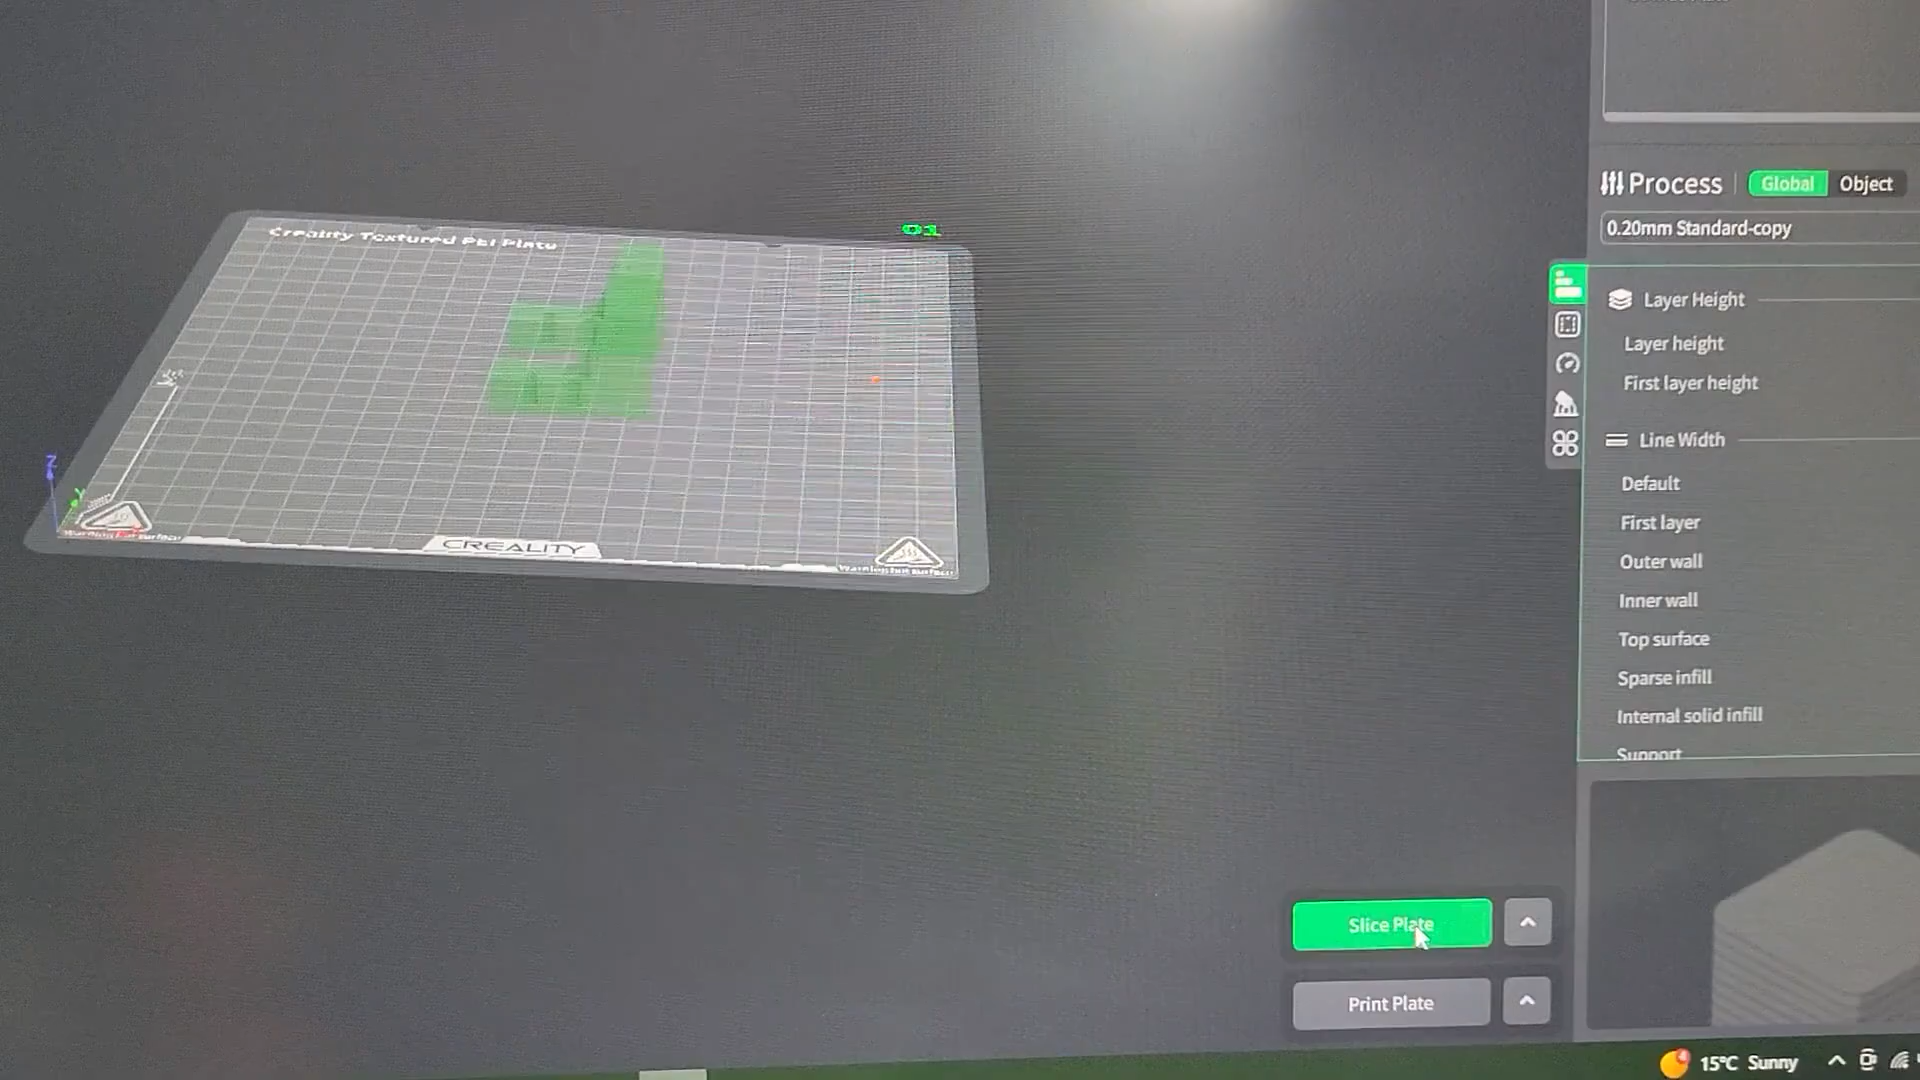 Process
Global
Object
0.20mm Standard-copy
Creality Textured PEI Plate
01
Layer Height
Layer height
First layer height
Line Width
Default
First layer
Outer wall
Inner wall
Top surface
Sparse infill
Internal solid infill
Support
Z
Y
CREALITY
Slice Plate
Print Plate
15°C Sunny